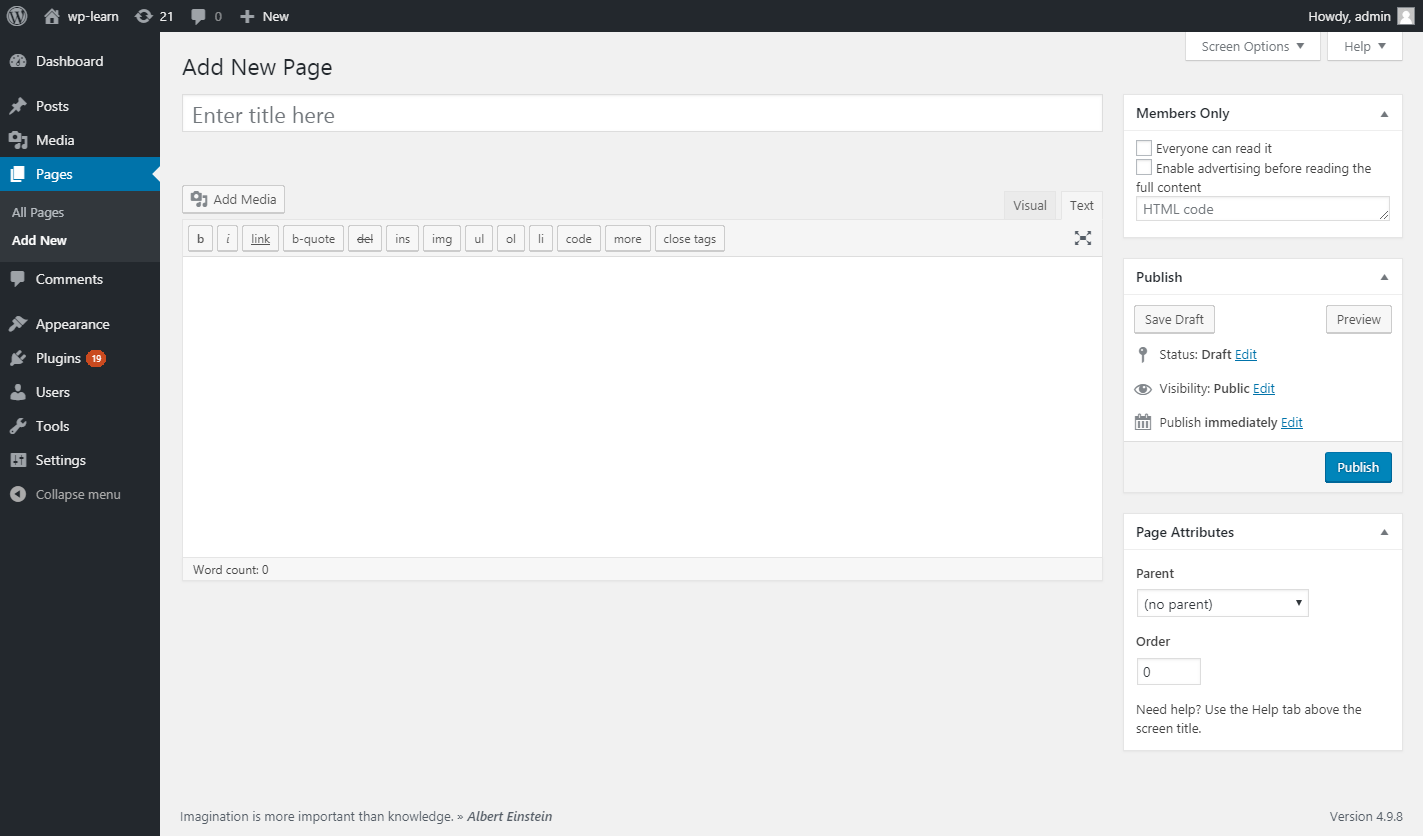 wp-learn 21 0 New Howdy, admin
Dashboard
Posts
Media
Pages
All Pages
Add New
Comments
Appearance
Plugins 19
Users
Tools
Settings
Collapse menu
Screen Options Help
Add New Page
Enter title here
Add Media
Visual Text
b i link b-quote del ins img ul ol li code more close tags
Word count: 0
Members Only
Everyone can read it
Enable advertising before reading the
full content
HTML code
Publish
Save Draft Preview
Status: Draft Edit
Visibility: Public Edit
Publish immediately Edit
Publish
Page Attributes
Parent
(no parent)
Order
0
Need help? Use the Help tab above the
screen title.
Imagination is more important than knowledge. » Albert Einstein
Version 4.9.8